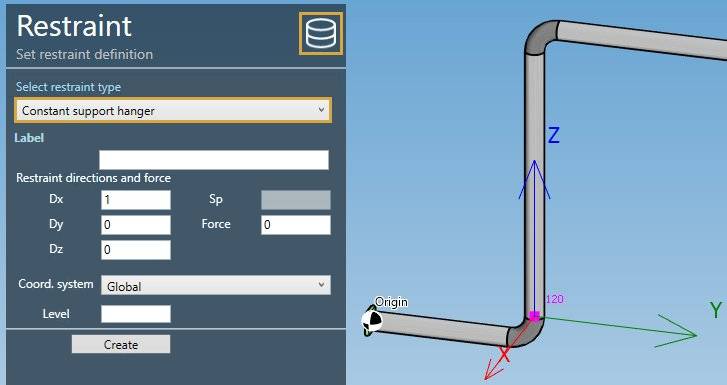 Restraint
Set restraint definition
Select restraint type
Constant support hanger
Label
Restraint directions and force
Dx 1 Sp
Dy 0 Force 0
Dz 0
Coord. system Global
Level
Create
Z
120
Origin
Y
X